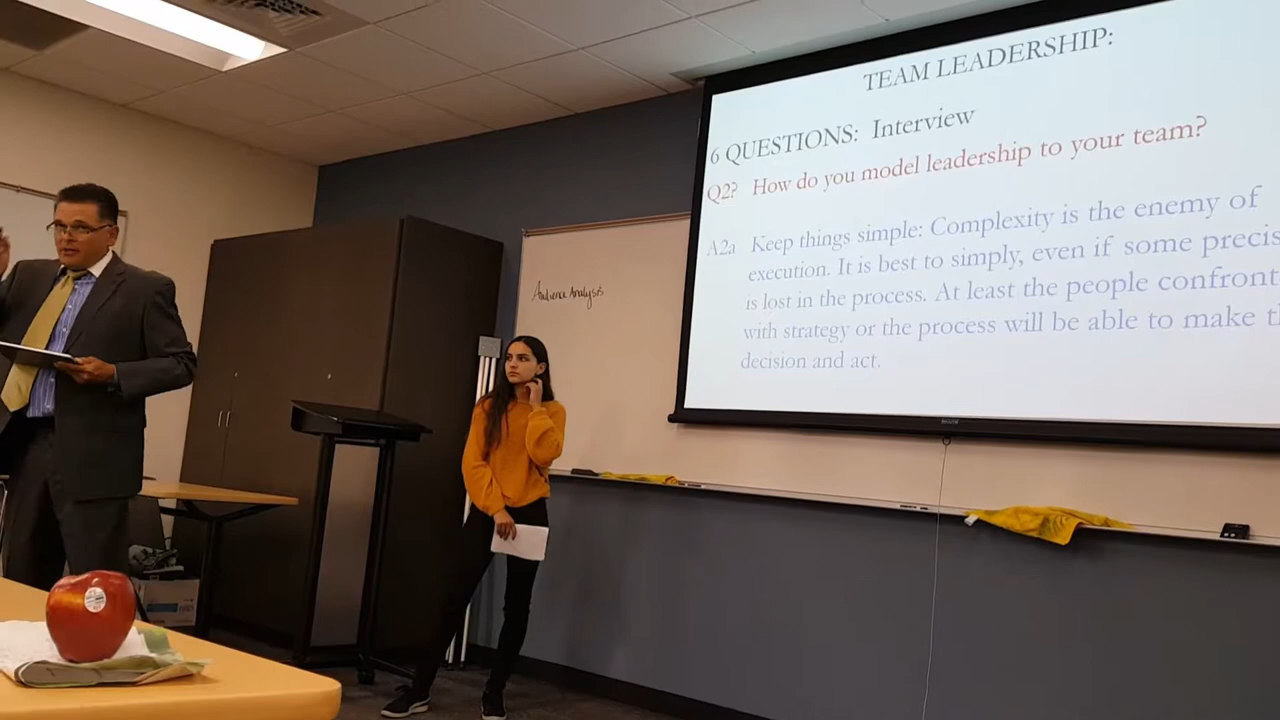 TEAM LEADERSHIP:
6 QUESTIONS: Interview
Q2? How do you model leadership to your team?
A2a Keep things simple: Complexity is the enemy of
execution. It is best to simply, even if some precis
is lost in the process. At least the people confront
with strategy or the process will be able to make th
decision and act.
Audience Analysis